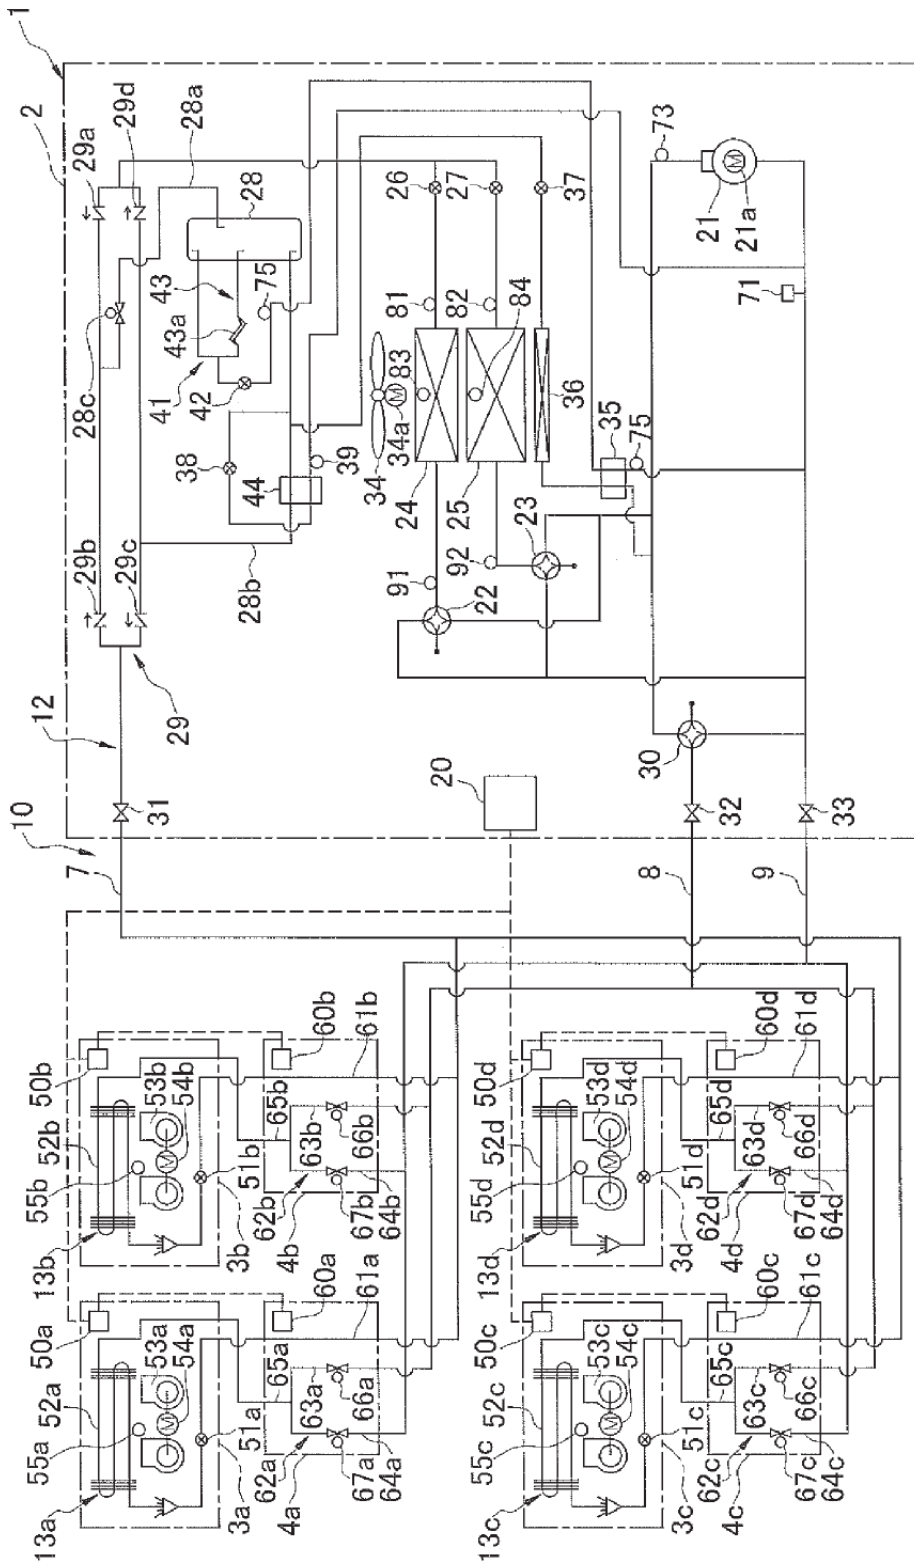 10 1
13a 50a 13b 50b 12 2
55a 52a 55b 52b 7 29b 28c 29a
29c 29d
53a 53b 31 29 41 43a 43 28a
54a 54b 38 42
3a 51a 3b 51b 28b 44 75 28
62a 65a 62b 65b
4a 63a 60a 4b 63b 60b 39
67a 66a 67b 66b 34 34a
64a 61a 64b 61b 91 24 83 81 26
20 22 92 25 82 27
13c 50c 13d 50d 23 84
55c 52c 55d 52d 36 37
53c 53d 8 30 35
54c 54d 32 75 73
3c 51c 3d 51d
62c 65c 62d 65d 21
4c 63c 60c 4d 63d 60d 9 71 21a
67c 66c 67d 66d 33
64c 61c 64d 61d
M M M M M M